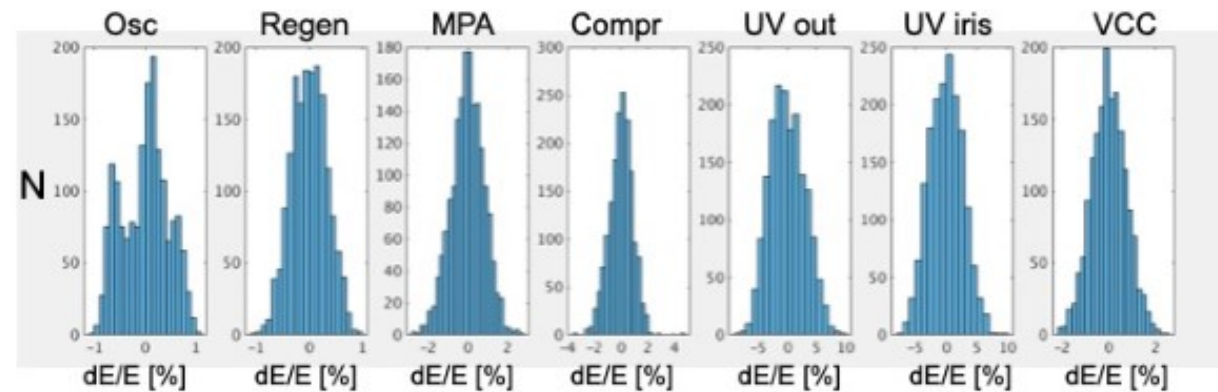 Osc Regen MPA Compr UV out UV iris VCC
200 200 180 300 250 250 200
160
250
150 150 140 200 200 150
120 200
100 150 150
N 100 100 80 150 100
100 100
60 100
50 50 40 50 50 50
20 50
0 0 0 0 0 0 0
-1 0 1 -1 0 1 -2 0 2 -4 -2 0 2 4 -5 0 5 10 -5 0 5 10 -2 0 2
dE/E [%] dE/E [%] dE/E [%] dE/E [%] dE/E [%] dE/E [%] dE/E [%]